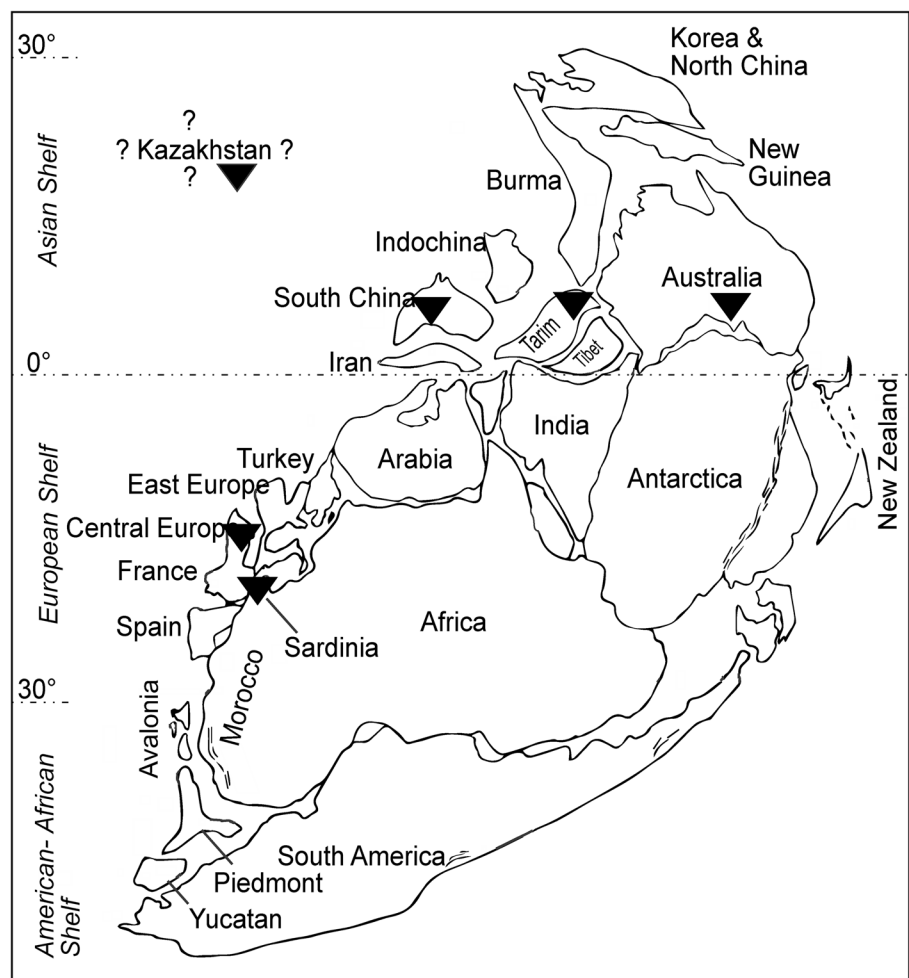 30°
Korea &
North China
?
? Kazakhstan ?
?
New
Guinea
Burma
Asian Shelf
Indochina
Australia
South China
Tarim
Tibet
Iran
0°
India
Turkey
Arabia
East Europe
Antarctica
New Zealand
Central Europe
European Shelf
France
Africa
Spain
Sardinia
Morocco
30°
Avalonia
American- African
Shelf
South America
Piedmont
Yucatan